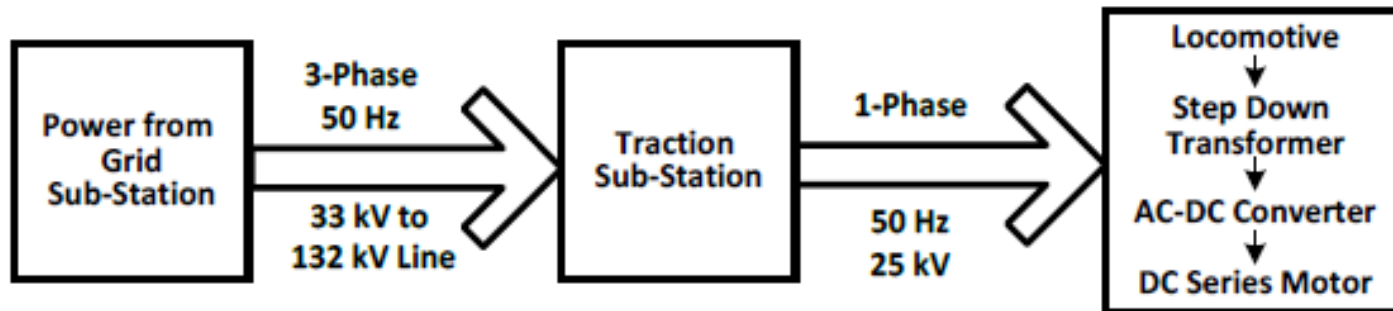 Power from
Grid
Sub-Station
3-Phase
50 Hz
33 kV to
132 kV Line
Traction
Sub-Station
1-Phase
50 Hz
25 kV
Locomotive
Step Down
Transformer
AC-DC Converter
DC Series Motor